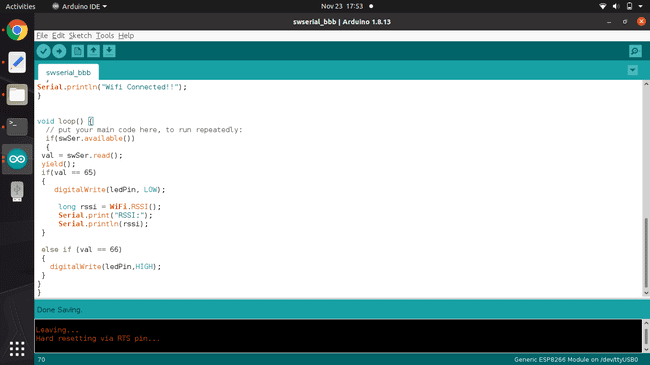 Activities
Arduino IDE
Nov 23 17:53
swserial_bbb | Arduino 1.8.13
File Edit Sketch Tools Help
swserial_bbb
Serial.println("Wifi Connected!!");
}
void loop() {
// put your main code here, to run repeatedly:
if(swSer.available())
{
val = swSer.read();
yield();
if(val == 65)
{
digitalWrite(ledPin, LOW);
long rssi = WiFi.RSSI();
Serial.print("RSSI:");
Serial.println(rssi);
}
else if (val == 66)
{
digitalWrite(ledPin,HIGH);
}
}
}
Done Saving
Leaving...
Hard resetting via RTS pin...
70
Generic ESP8266 Module on /dev/ttyUSB0